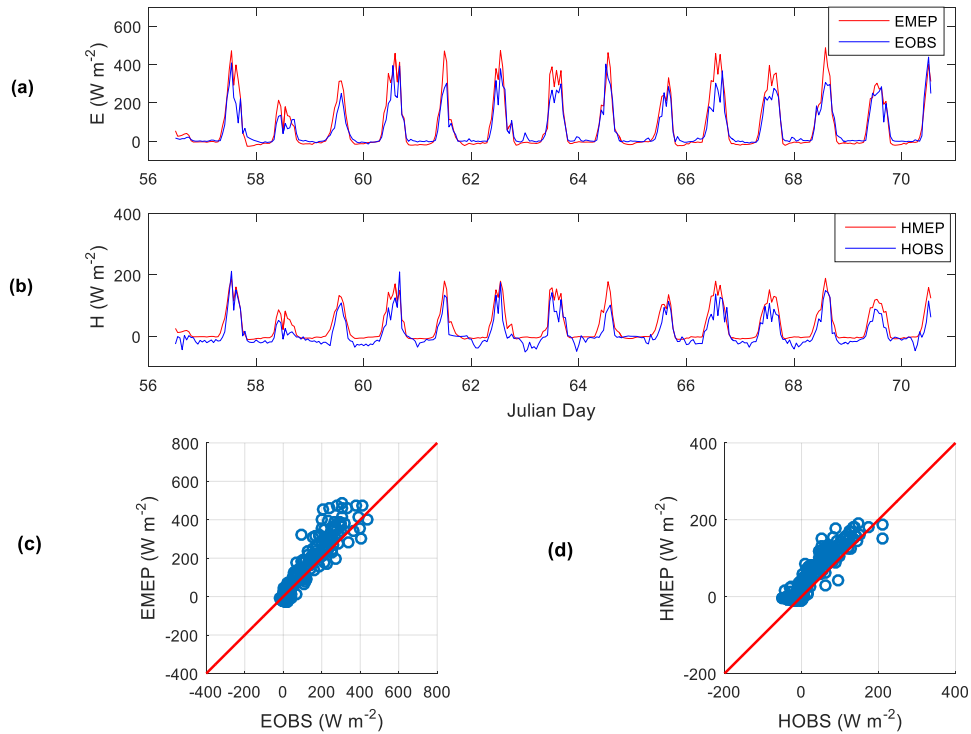 (a)
E (W m-2)
600
400
200
0
EMEP
EOBS
56 58 60 62 64 66 68 70
(b)
H (W m-2)
400
200
0
HMEP
HOBS
56 58 60 62 64 66 68 70
Julian Day
(c)
EMEP (W m-2)
800
600
400
200
0
-200
-400
-400 -200 0 200 400 600 800
EOBS (W m-2)
(d)
HMEP (W m-2)
400
200
0
-200
-200 0 200 400
HOBS (W m-2)